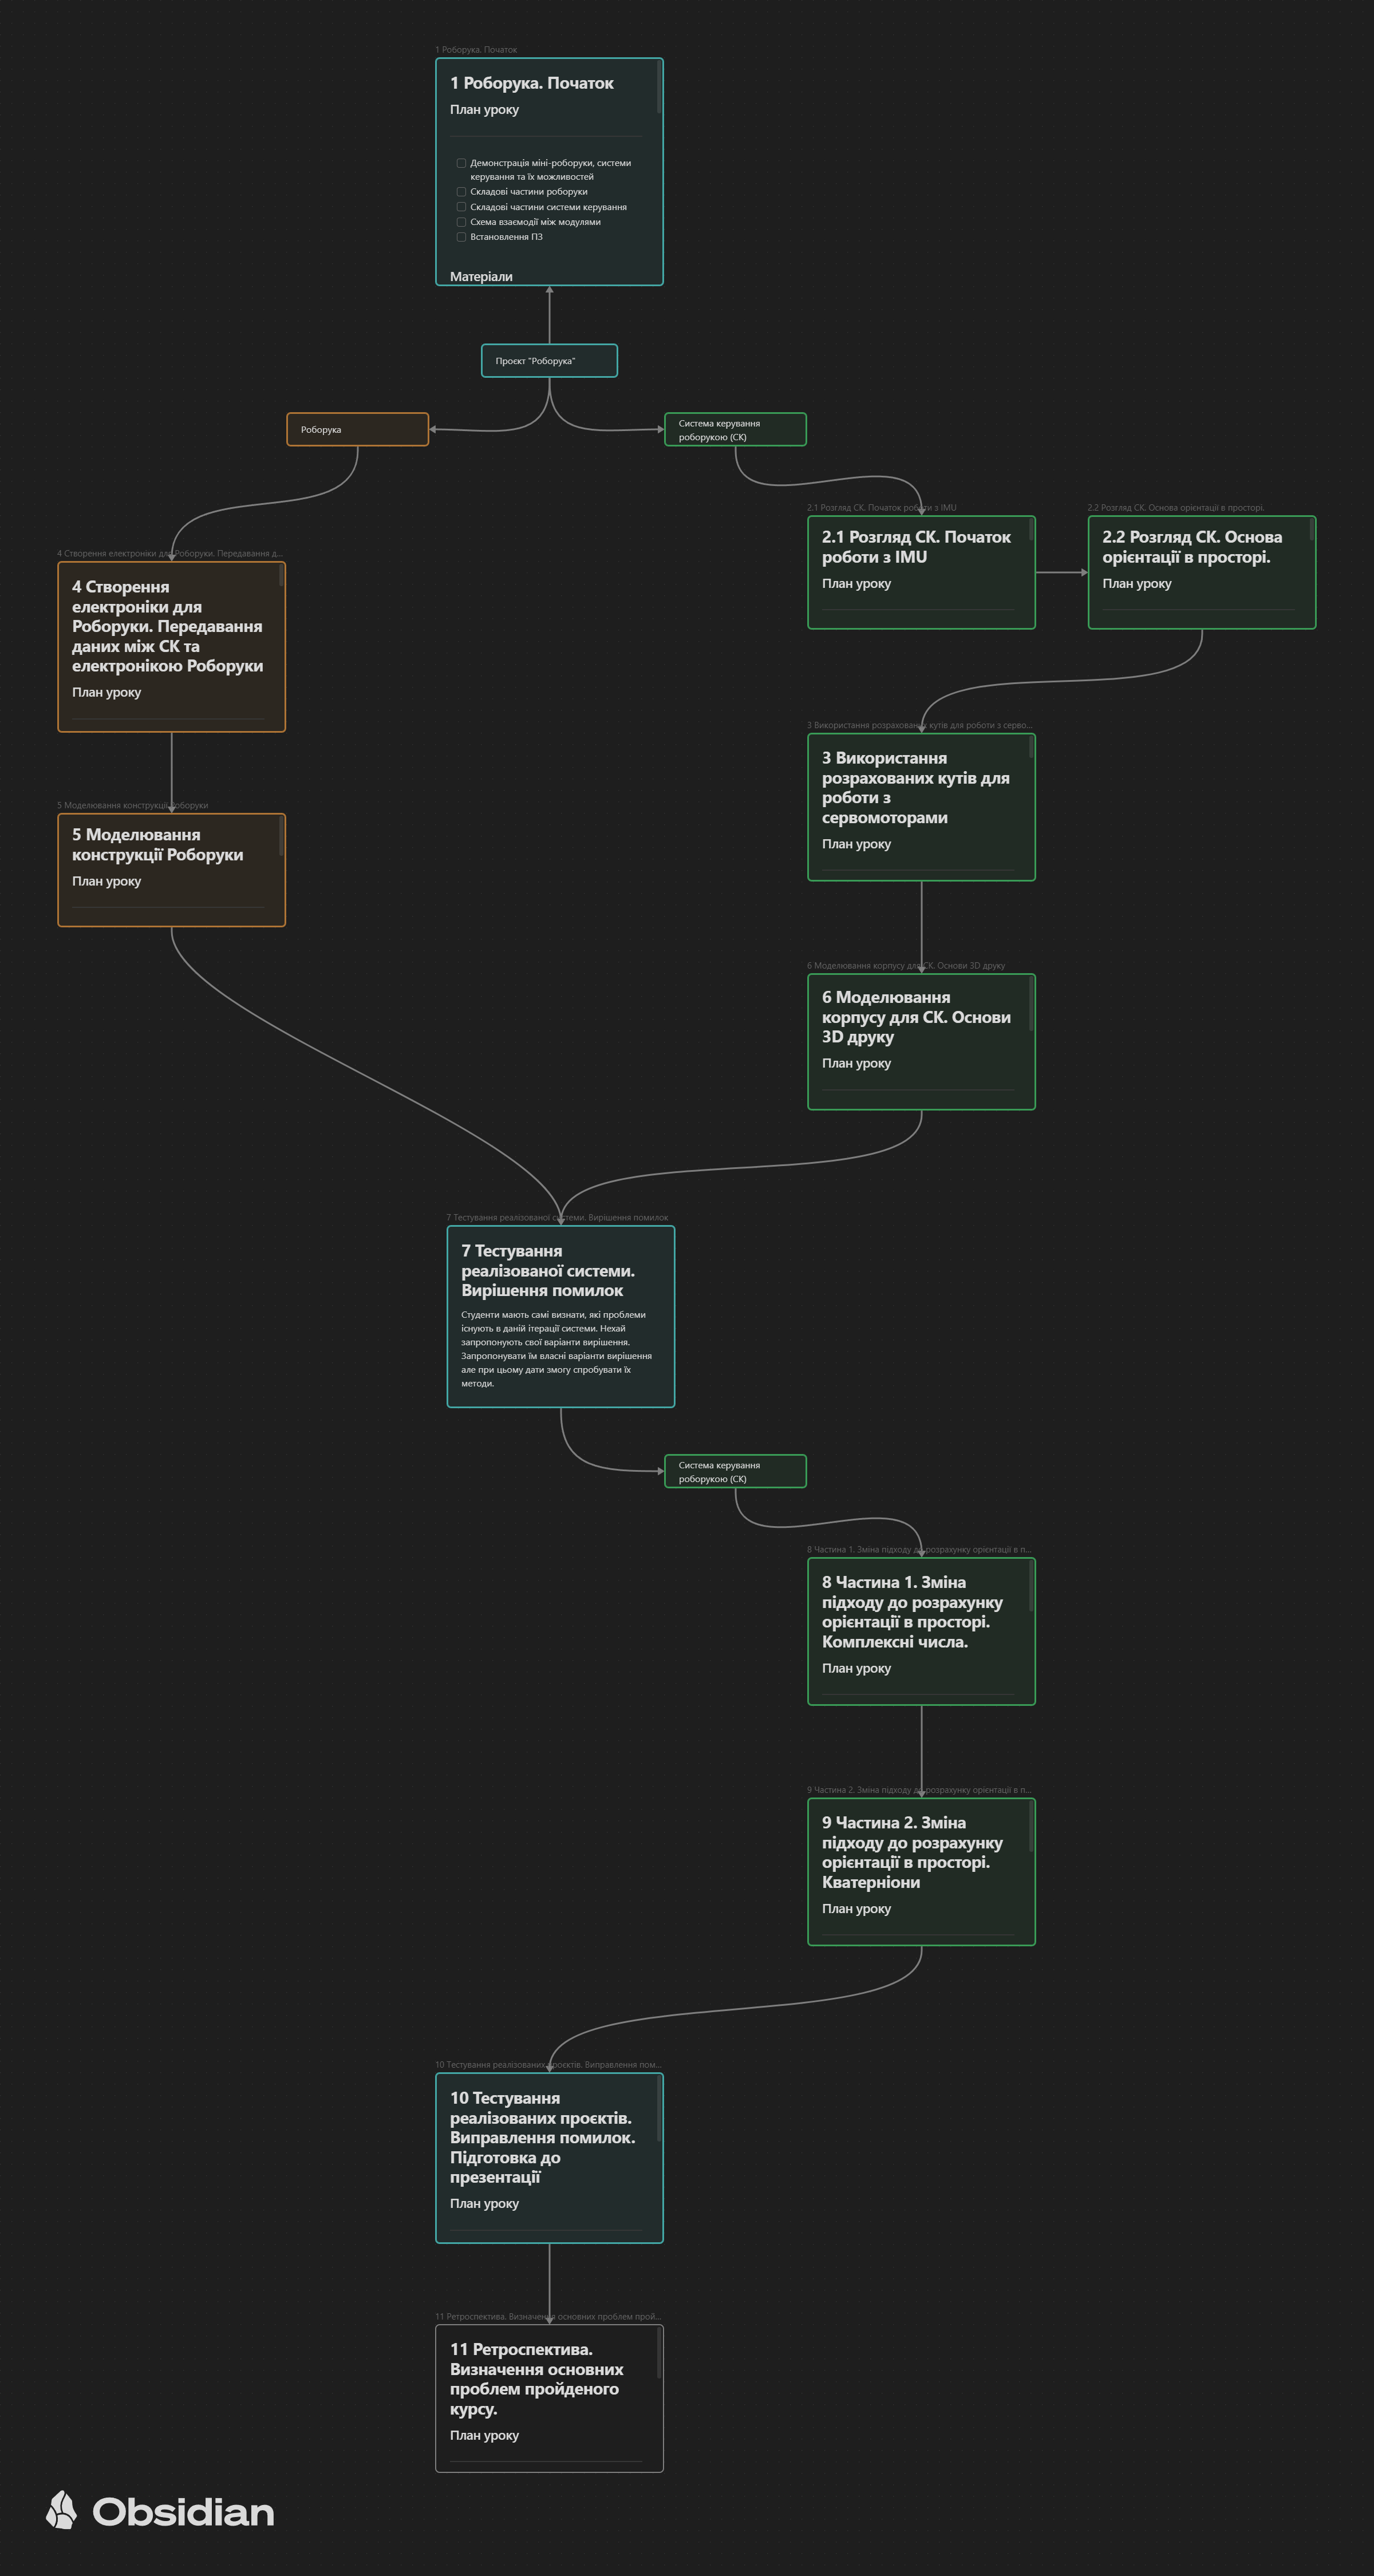 1 Роборука. Початок
1 Роборука. Початок
План уроку
Демонстрація міні-роборуки, системи
керування та їх можливостей
Складові частини роборуки
Складові частини системи керування
Схема взаємодії між модулями
Встановлення ПЗ
Матеріали
Проєкт "Роборука"
Роборука
Система керування
роборукою (СК)
2.1 Розгляд СК. Початок роботи з IMU
2.1 Розгляд СК. Початок
роботи з IMU
План уроку
2.2 Розгляд СК. Основа орієнтації в просторі.
2.2 Розгляд СК. Основа
орієнтації в просторі.
План уроку
4 Створення електроніки для Роборуки. Передавання д...
4 Створення
електроніки для
Роборуки. Передавання
даних між СК та
електронікою Роборуки
План уроку
3 Використання розрахованих кутів для роботи з серво...
3 Використання
розрахованих кутів для
роботи з
сервомоторами
План уроку
5 Моделювання конструкції Роборуки
5 Моделювання
конструкції Роборуки
План уроку
6 Моделювання корпусу для СК. Основи 3D друку
6 Моделювання
корпусу для СК. Основи
3D друку
План уроку
7 Тестування реалізованої системи. Вирішення помилок
7 Тестування
реалізованої системи.
Вирішення помилок
Студенти мають самі визнати, які проблеми
існують в даній ітерації системи. Нехай
запропонують свої варіанти вирішення.
Запропонувати їм власні варіанти вирішення
але при цьому дати змогу спробувати їх
методи.
Система керування
роборукою (СК)
8 Частина 1. Зміна підходу до розрахунку орієнтації в п...
8 Частина 1. Зміна
підходу до розрахунку
орієнтації в просторі.
Комплексні числа.
План уроку
9 Частина 2. Зміна підходу до розрахунку орієнтації в п...
9 Частина 2. Зміна
підходу до розрахунку
орієнтації в просторі.
Кватерніони
План уроку
10 Тестування реалізованих проєктів. Виправлення пом...
10 Тестування
реалізованих проєктів.
Виправлення помилок.
Підготовка до
презентації
План уроку
11 Ретроспектива. Визначення основних проблем прой...
11 Ретроспектива.
Визначення основних
проблем пройденого
курсу.
План уроку
Obsidian